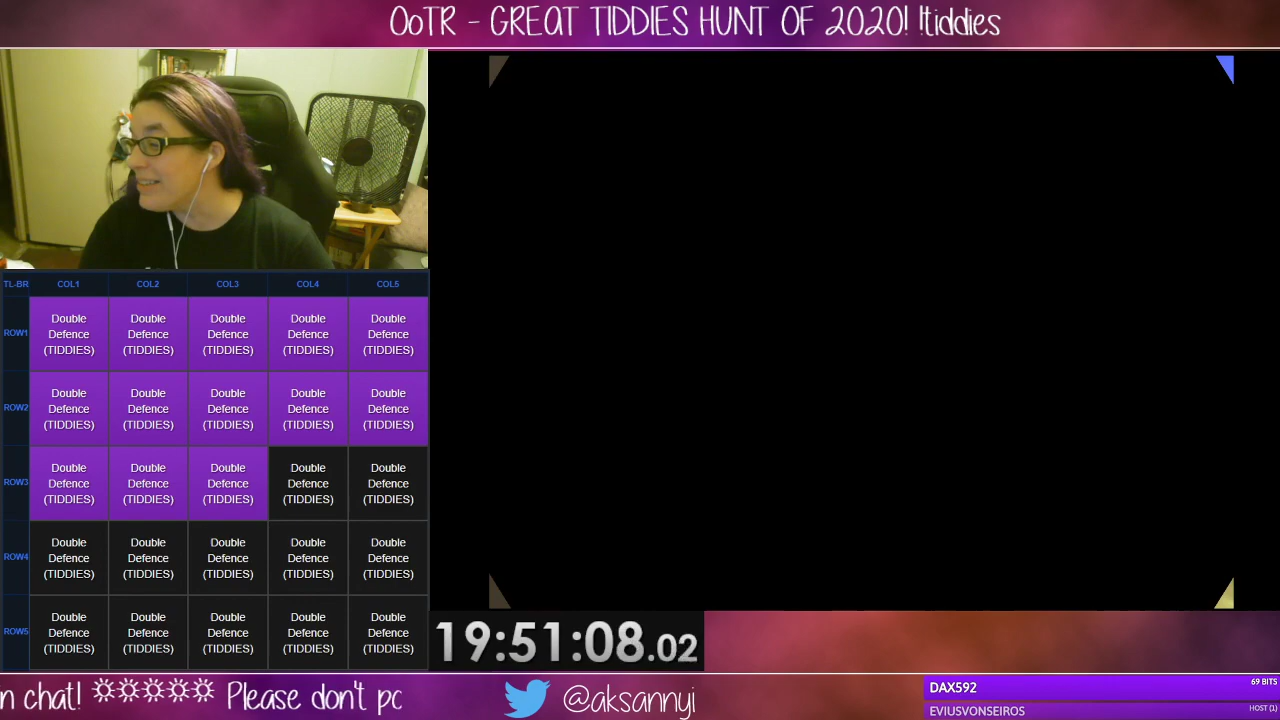 OoTR - GREAT TIDDIES HUNT OF 2020! !tiddies
TL-BR COL1 COL2 COL3 COL4 COL5
ROW1
Double Double Double Double Double
Defence Defence Defence Defence Defence
(TIDDIES) (TIDDIES) (TIDDIES) (TIDDIES) (TIDDIES)
ROW2
Double Double Double Double Double
Defence Defence Defence Defence Defence
(TIDDIES) (TIDDIES) (TIDDIES) (TIDDIES) (TIDDIES)
ROW3
Double Double Double Double Double
Defence Defence Defence Defence Defence
(TIDDIES) (TIDDIES) (TIDDIES) (TIDDIES) (TIDDIES)
ROW4
Double Double Double Double Double
Defence Defence Defence Defence Defence
(TIDDIES) (TIDDIES) (TIDDIES) (TIDDIES) (TIDDIES)
ROW5
Double Double Double Double Double
Defence Defence Defence Defence Defence
(TIDDIES) (TIDDIES) (TIDDIES) (TIDDIES) (TIDDIES)
19:51:08.02
n chat! Please don't pc
@aksannyi
DAX592 69 BITS
EVIUSVONSEIROS HOST (1)